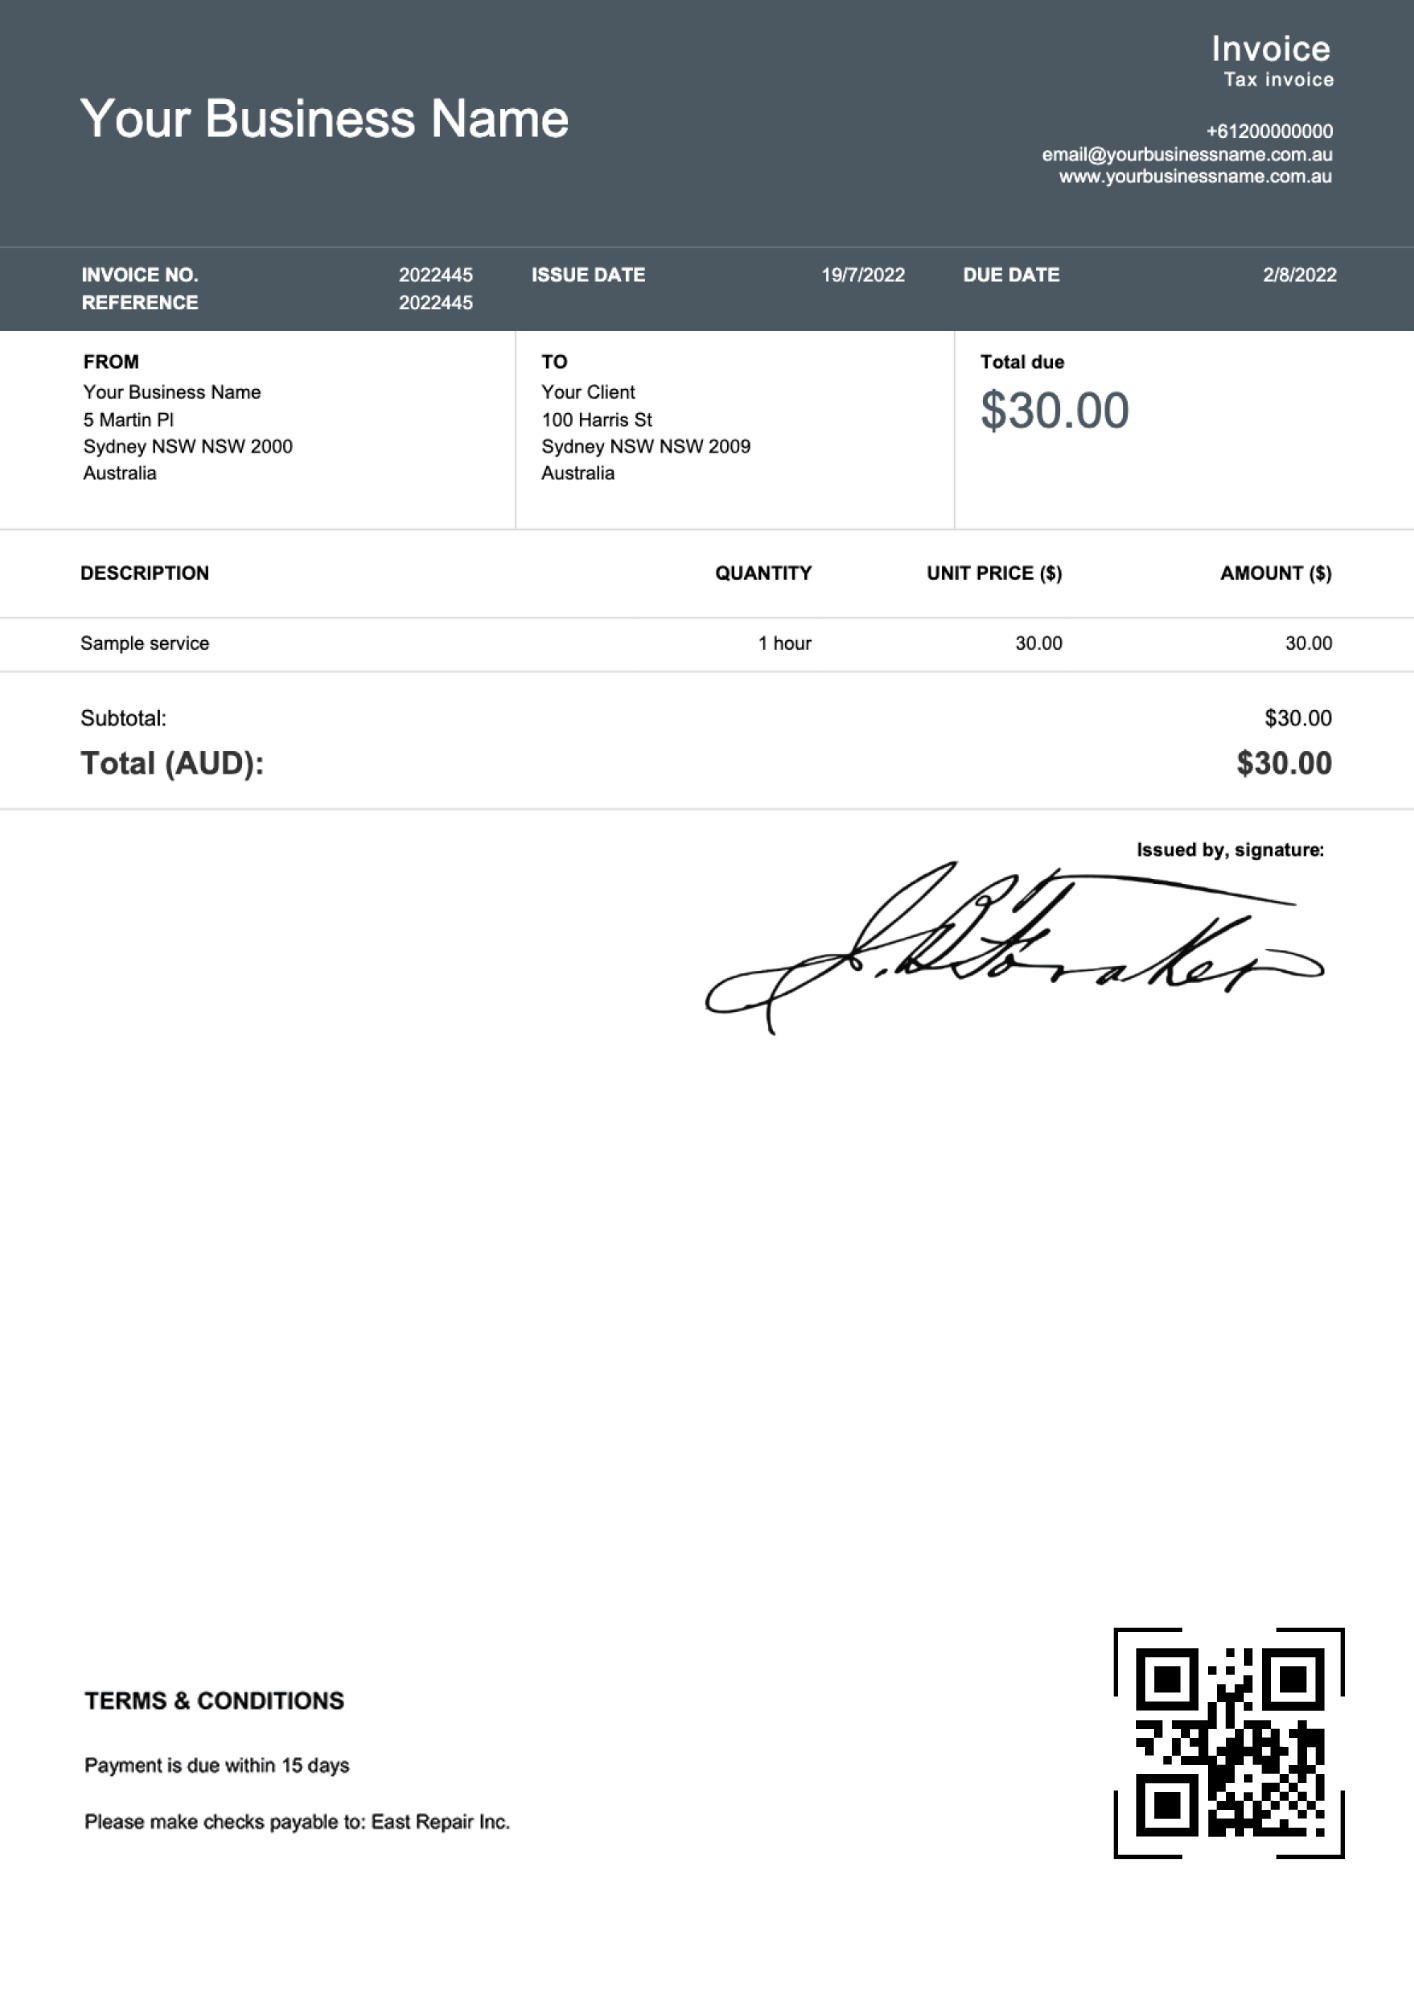 Invoice
Tax invoice
Your Business Name
+61200000000
email@yourbusinessname.com.au
www.yourbusinessname.com.au
INVOICE NO. 2022445 ISSUE DATE 19/7/2022 DUE DATE 2/8/2022
REFERENCE 2022445
FROM
Your Business Name
5 Martin Pl
Sydney NSW NSW 2000
Australia
TO
Your Client
100 Harris St
Sydney NSW NSW 2009
Australia
Total due
$30.00
DESCRIPTION QUANTITY UNIT PRICE ($) AMOUNT ($)
Sample service 1 hour 30.00 30.00
Subtotal: $30.00
Total (AUD): $30.00
Issued by, signature:
TERMS & CONDITIONS
Payment is due within 15 days
Please make checks payable to: East Repair Inc.